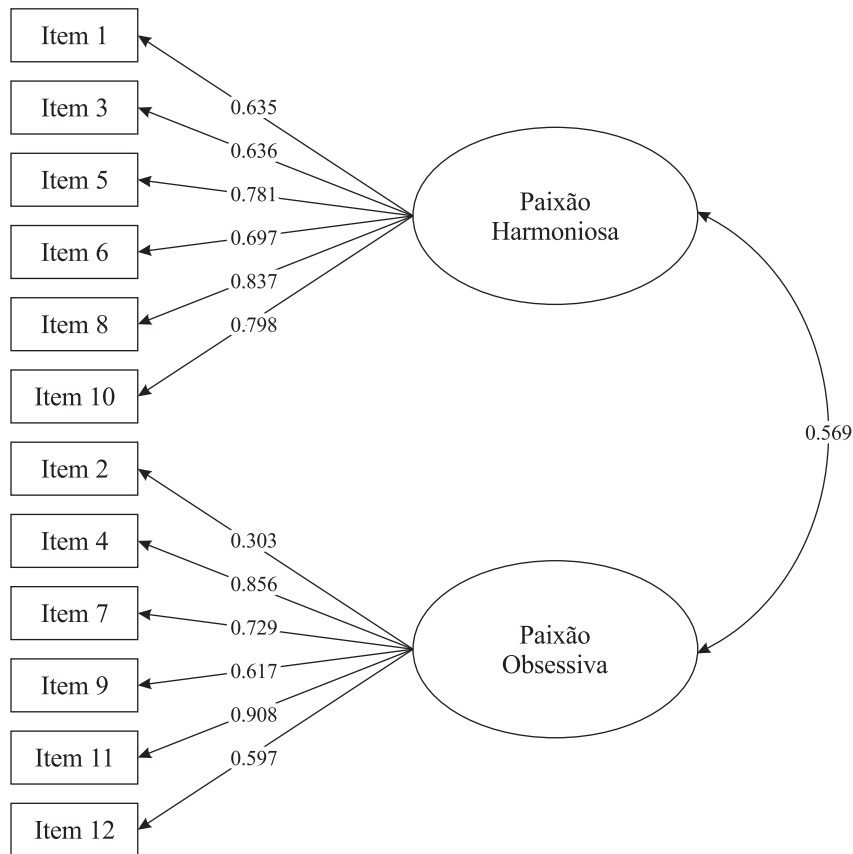 Item 1
Item 3
Item 5
Item 6
Item 8
Item 10
Item 2
Item 4
Item 7
Item 9
Item 11
Item 12
0.635
0.636
0.781
0.697
0.837
0.798
0.303
0.856
0.729
0.617
0.908
0.597
Paixão
Harmoniosa
Paixão
Obsessiva
0.569